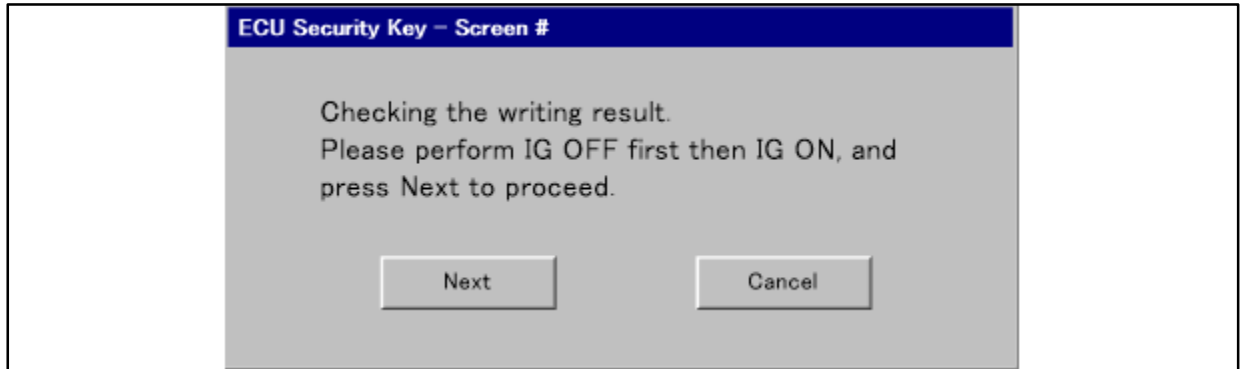 ECU Security Key – Screen #
Checking the writing result.
Please perform IG OFF first then IG ON, and
press Next to proceed.
Next
Cancel